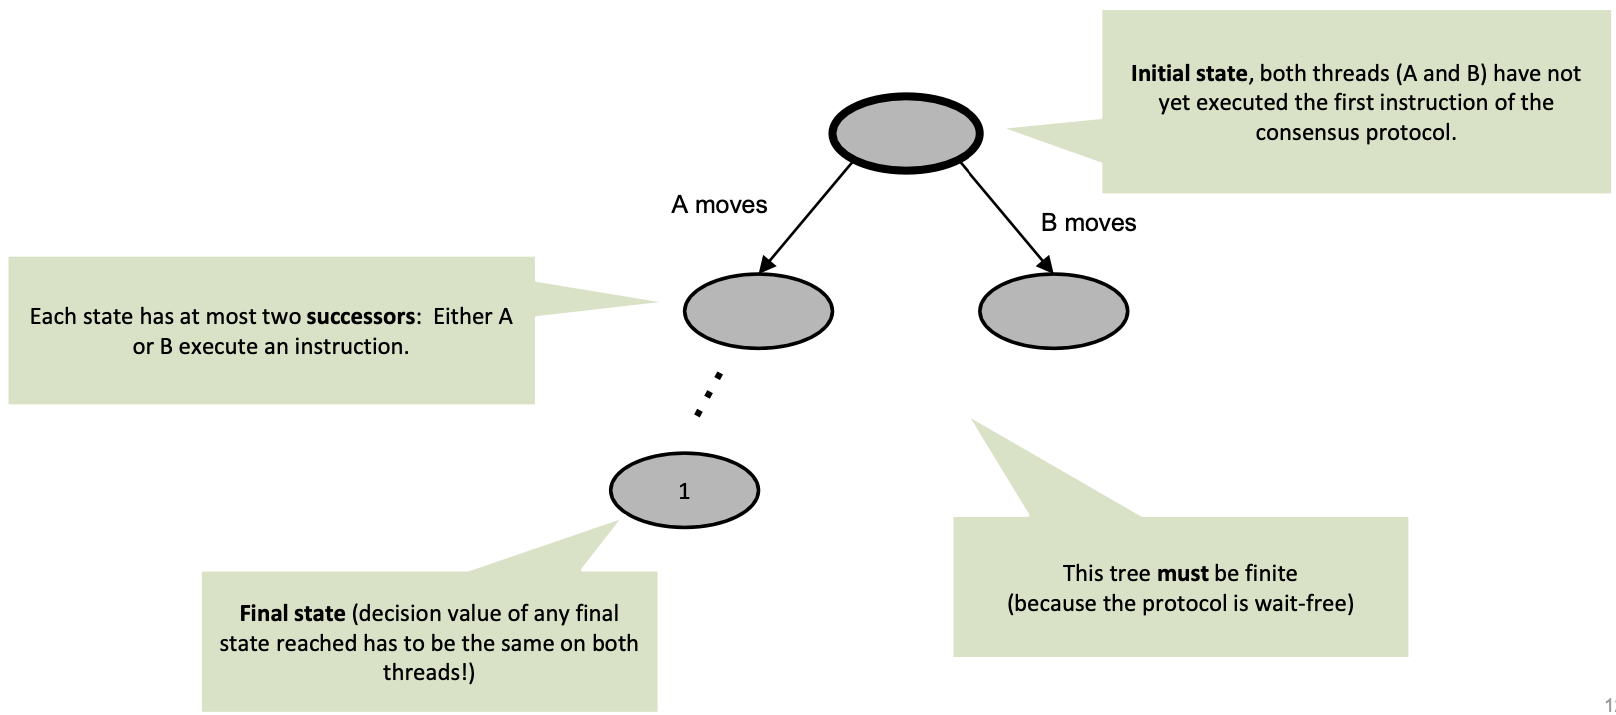 Initial state, both threads (A and B) have not
yet executed the first instruction of the
consensus protocol.
A moves
B moves
Each state has at most two successors:  Either A
or B execute an instruction.
1
This tree must be finite
(because the protocol is wait-free)
Final state (decision value of any final
state reached has to be the same on both
threads!)